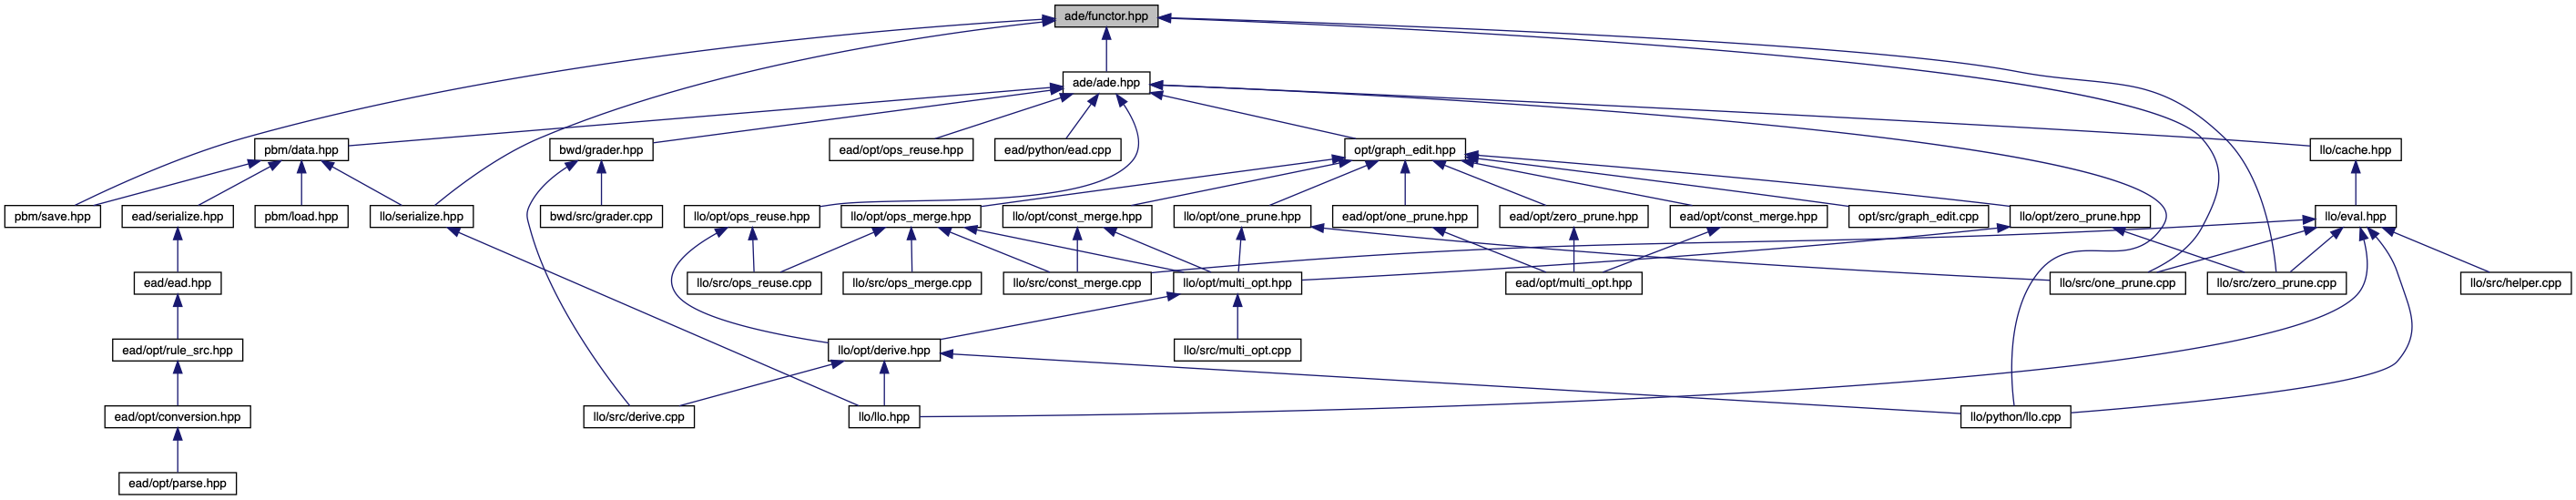 ade/functor.hpp
ade/ade.hpp
pbm/data.hpp
bwd/grader.hpp
ead/opt/ops_reuse.hpp
ead/python/ead.cpp
opt/graph_edit.hpp
llo/cache.hpp
pbm/save.hpp
ead/serialize.hpp
pbm/load.hpp
llo/serialize.hpp
bwd/src/grader.cpp
llo/opt/ops_reuse.hpp
llo/opt/ops_merge.hpp
llo/opt/const_merge.hpp
llo/opt/one_prune.hpp
ead/opt/one_prune.hpp
ead/opt/zero_prune.hpp
ead/opt/const_merge.hpp
opt/src/graph_edit.cpp
llo/opt/zero_prune.hpp
llo/eval.hpp
ead/ead.hpp
llo/src/ops_reuse.cpp
llo/src/ops_merge.cpp
llo/src/const_merge.cpp
llo/opt/multi_opt.hpp
ead/opt/multi_opt.hpp
llo/src/one_prune.cpp
llo/src/zero_prune.cpp
llo/src/helper.cpp
ead/opt/rule_src.hpp
llo/opt/derive.hpp
llo/src/multi_opt.cpp
ead/opt/conversion.hpp
llo/src/derive.cpp
llo/llo.hpp
llo/python/llo.cpp
ead/opt/parse.hpp